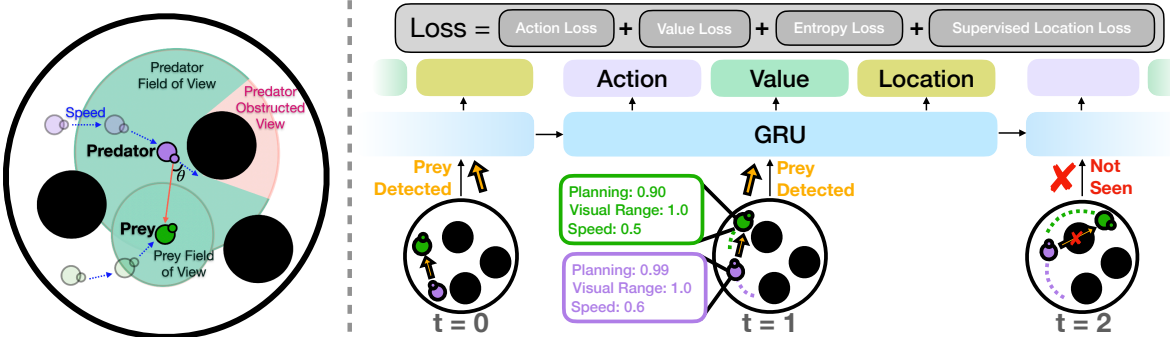 Predator
Field of View
Predator
Obstructed
View
Speed
Predator
θ
Prey
Prey Field
of View
Loss = Action Loss + Value Loss + Entropy Loss + Supervised Location Loss
Action
Value
Location
GRU
Prey
Detected
Prey
Detected
Not
Seen
Planning: 0.90
Visual Range: 1.0
Speed: 0.5
Planning: 0.99
Visual Range: 1.0
Speed: 0.6
t = 0
t = 1
t = 2